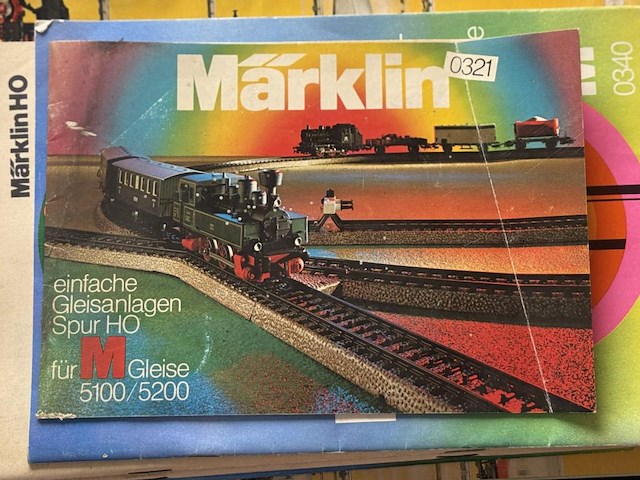 Märklin
0321
einfache
Gleisanlagen
Spur HO
für M Gleise
5100/5200
Märklin HO
M
0340
e